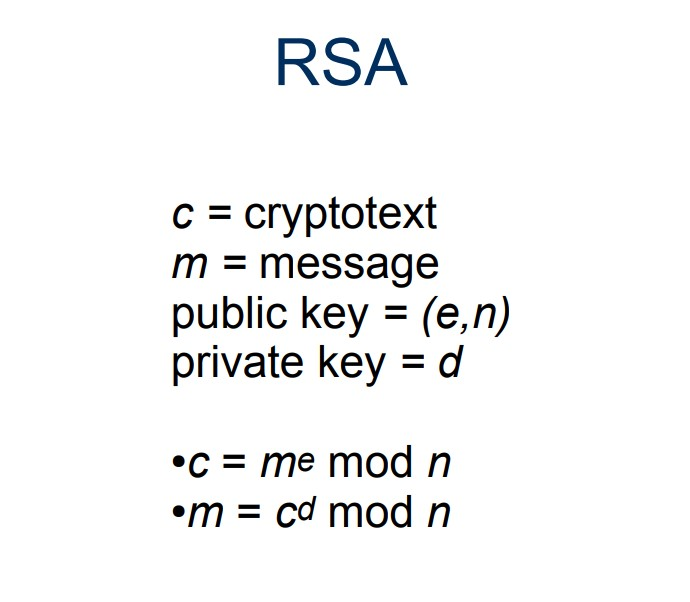 RSA
c = cryptotext
m = message
public key = (e,n)
private key = d
•c = mᵉ mod n
•m = cᵈ mod n